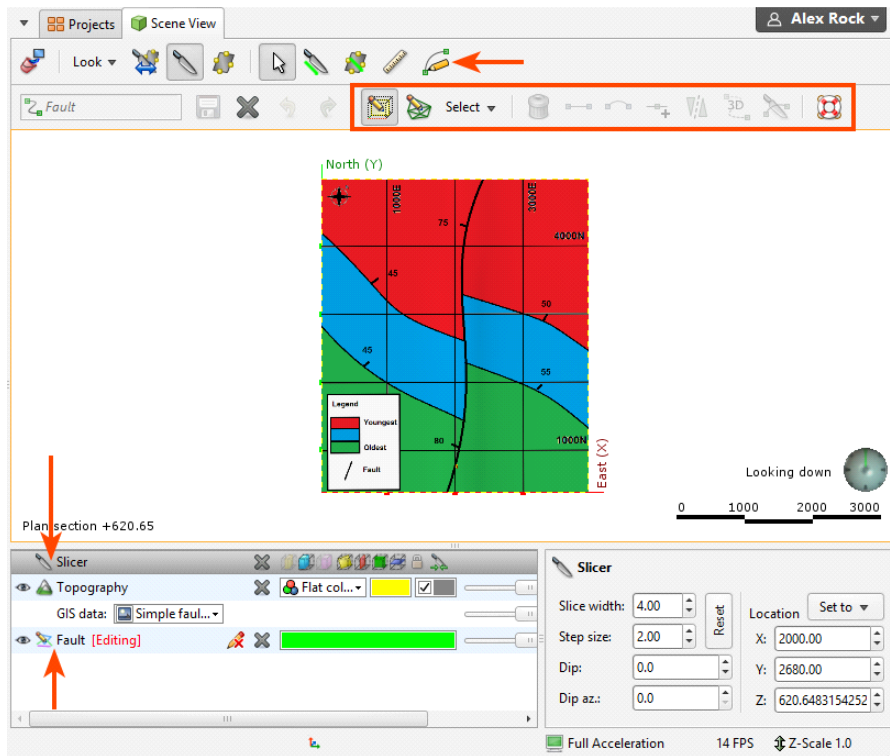 Projects
Scene View
Alex Rock
Look
Fault
Select
3D
North (Y)
1000E
3000E
75
4000N
45
50
45
55
Legend
Youngest
Oldest
Fault
80
1000N
East (X)
Looking down
0 1000 2000 3000
Plan section +620.65
Slicer
Topography
Flat col...
GIS data:
Simple faul...
Fault [Editing]
Slicer
Slice width: 4.00
Step size: 2.00
Reset
Dip: 0.0
Dip az.: 0.0
Location
Set to
X: 2000.00
Y: 2680.00
Z: 620.6483154252
Full Acceleration
14 FPS
Z-Scale 1.0